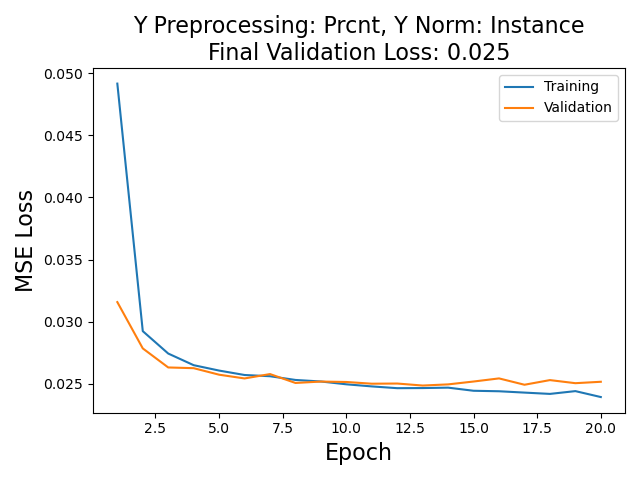 Y Preprocessing: Prcnt, Y Norm: Instance
Final Validation Loss: 0.025
Training
Validation
MSE Loss
0.050
0.045
0.040
0.035
0.030
0.025
2.5 5.0 7.5 10.0 12.5 15.0 17.5 20.0
Epoch